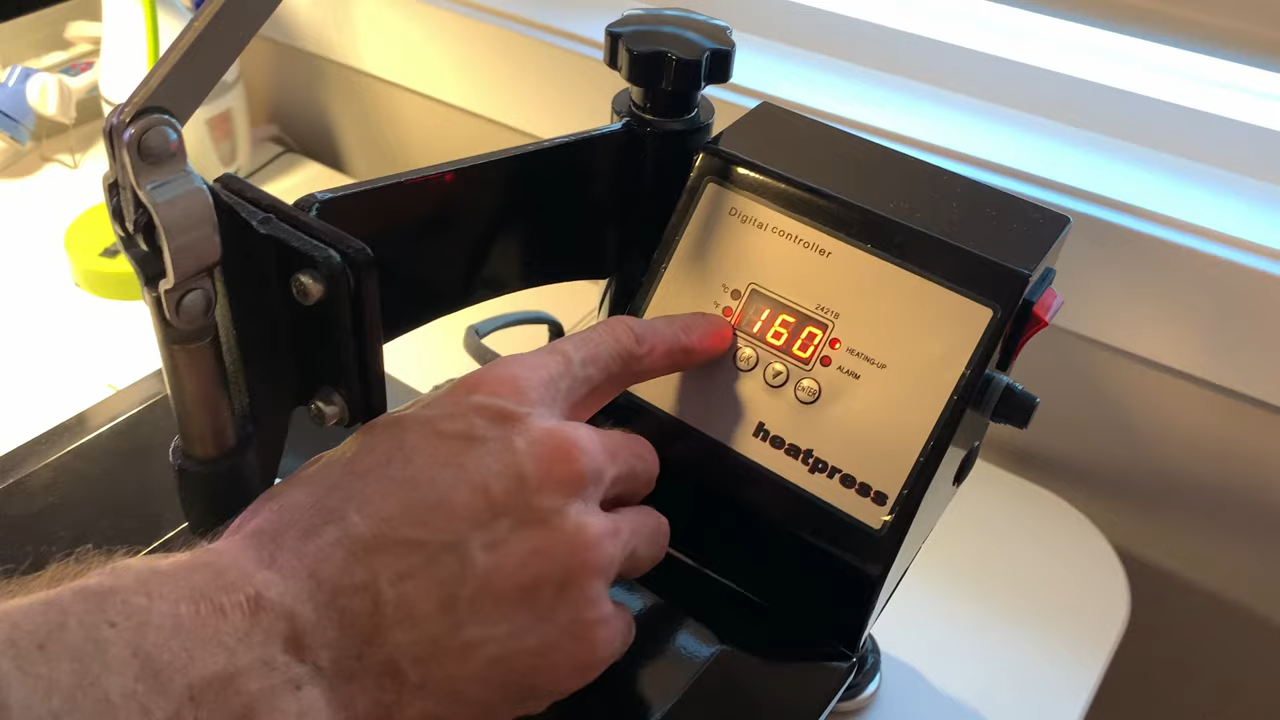 Digital controller
2421B
°C
°F
160
HEATING-UP
ALARM
OK
ENTER
heatpress